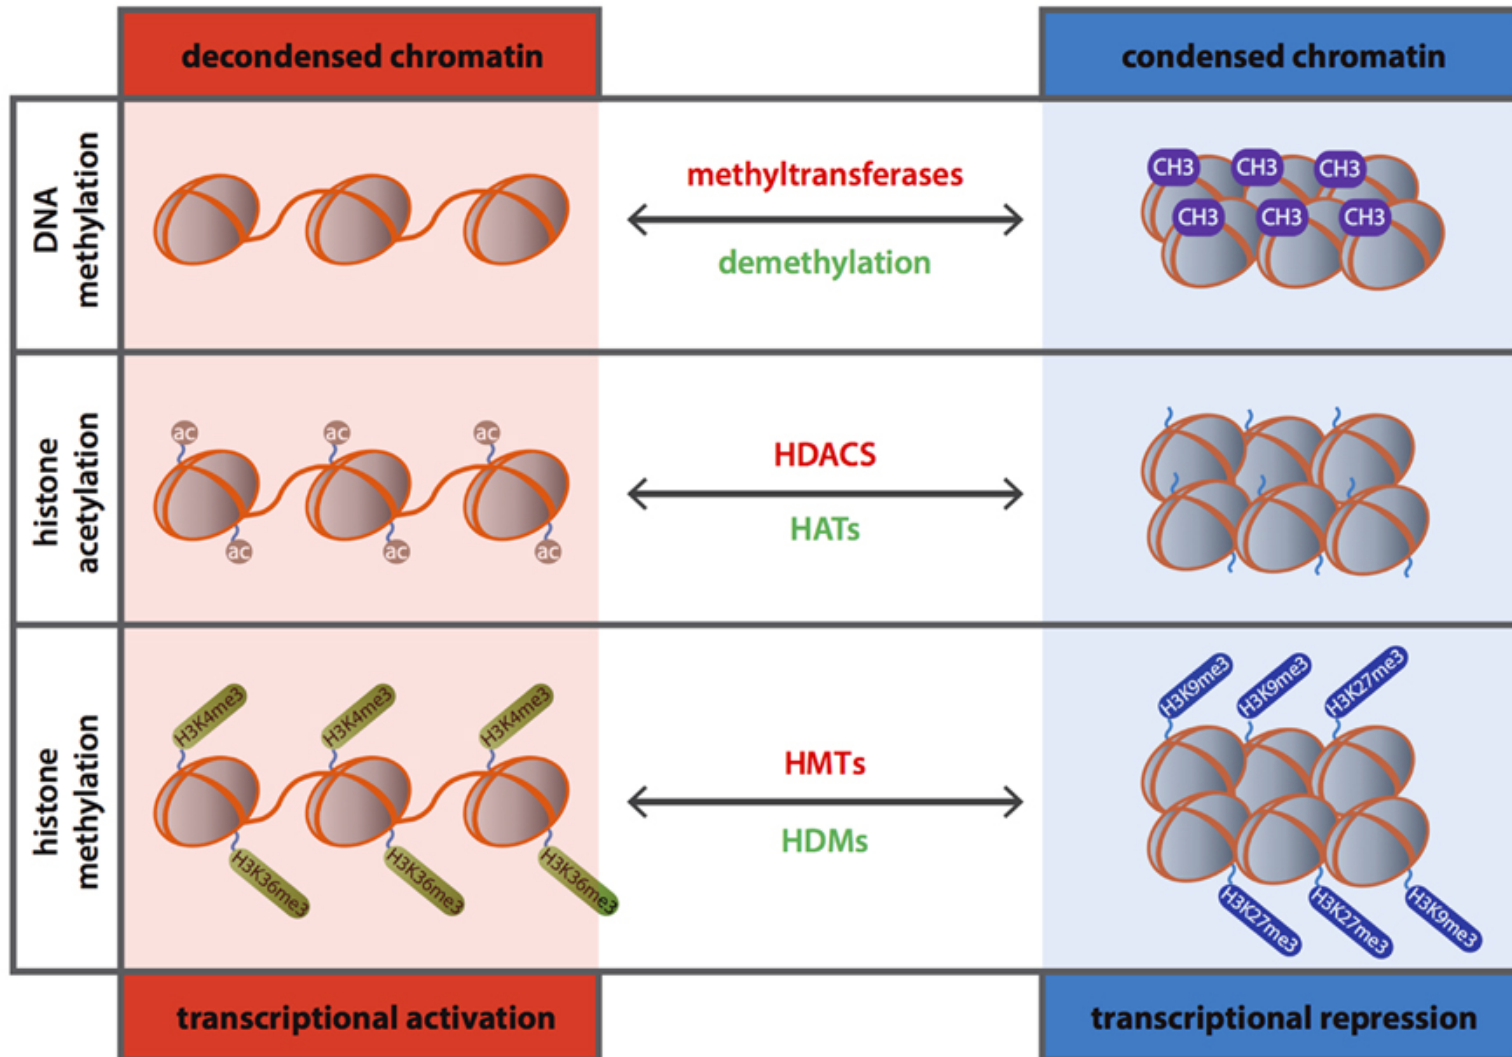 decondensed chromatin
condensed chromatin
DNA
methylation
methyltransferases
demethylation
CH3
CH3
CH3
CH3
CH3
CH3
histone
acetylation
ac
ac
ac
ac
ac
ac
HDACS
HATs
histone
methylation
H3K4me3
H3K4me3
H3K4me3
H3K36me3
H3K36me3
H3K36me3
HMTs
HDMs
H3K9me3
H3K9me3
H3K27me3
H3K27me3
H3K27me3
H3K9me3
transcriptional activation
transcriptional repression